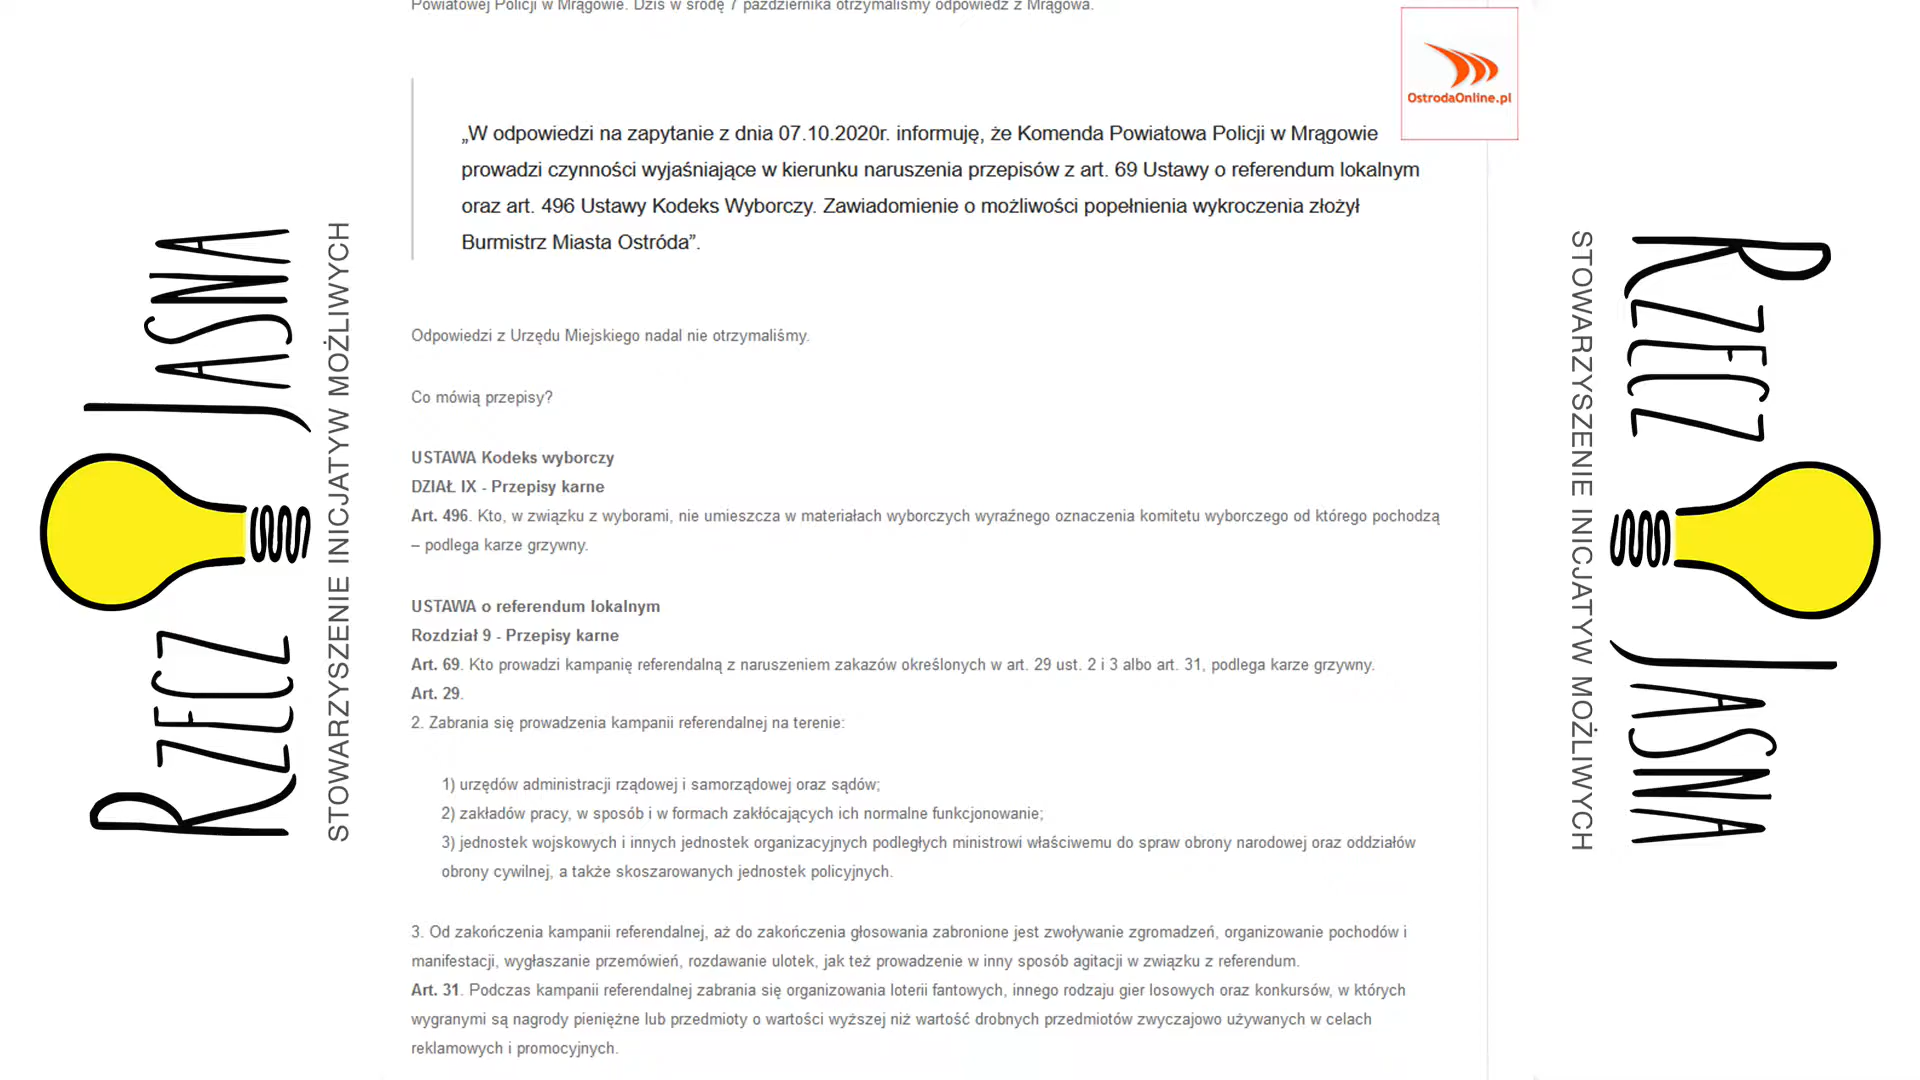 Powiatowej Policji w Mrągowie. Dziś w środę 7 października otrzymaliśmy odpowiedź z Mrągowa.
OstrodaOnline.pl
„W odpowiedzi na zapytanie z dnia 07.10.2020r. informuję, że Komenda Powiatowa Policji w Mrągowie
prowadzi czynności wyjaśniające w kierunku naruszenia przepisów z art. 69 Ustawy o referendum lokalnym
oraz art. 496 Ustawy Kodeks Wyborczy. Zawiadomienie o możliwości popełnienia wykroczenia złożył
Burmistrz Miasta Ostróda”.
Odpowiedzi z Urzędu Miejskiego nadal nie otrzymaliśmy.
Co mówią przepisy?
USTAWA Kodeks wyborczy
DZIAŁ IX - Przepisy karne
Art. 496. Kto, w związku z wyborami, nie umieszcza w materiałach wyborczych wyraźnego oznaczenia komitetu wyborczego od którego pochodzą
– podlega karze grzywny.
USTAWA o referendum lokalnym
Rozdział 9 - Przepisy karne
Art. 69. Kto prowadzi kampanię referendalną z naruszeniem zakazów określonych w art. 29 ust. 2 i 3 albo art. 31, podlega karze grzywny.
Art. 29.
2. Zabrania się prowadzenia kampanii referendalnej na terenie:
1) urzędów administracji rządowej i samorządowej oraz sądów;
2) zakładów pracy, w sposób i w formach zakłócających ich normalne funkcjonowanie;
3) jednostek wojskowych i innych jednostek organizacyjnych podległych ministrowi właściwemu do spraw obrony narodowej oraz oddziałów
obrony cywilnej, a także skoszarowanych jednostek policyjnych.
3. Od zakończenia kampanii referendalnej, aż do zakończenia głosowania zabronione jest zwoływanie zgromadzeń, organizowanie pochodów i
manifestacji, wygłaszanie przemówień, rozdawanie ulotek, jak też prowadzenie w inny sposób agitacji w związku z referendum.
Art. 31. Podczas kampanii referendalnej zabrania się organizowania loterii fantowych, innego rodzaju gier losowych oraz konkursów, w których
wygranymi są nagrody pieniężne lub przedmioty o wartości wyższej niż wartość drobnych przedmiotów zwyczajowo używanych w celach
reklamowych i promocyjnych.
RZECZ JASNA
STOWARZYSZENIE INICJATYW MOŻLIWYCH
RZECZ JASNA
STOWARZYSZENIE INICJATYW MOŻLIWYCH